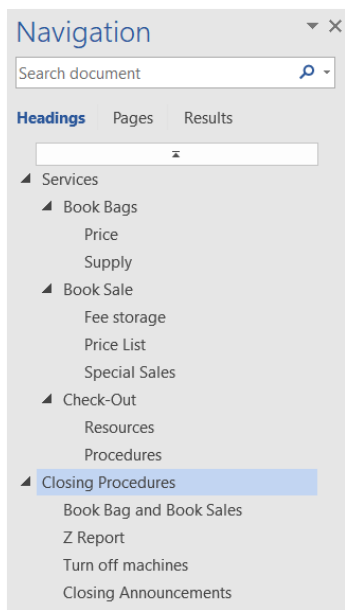 Navigation
Search document
Headings Pages Results
Services
Book Bags
Price
Supply
Book Sale
Fee storage
Price List
Special Sales
Check-Out
Resources
Procedures
Closing Procedures
Book Bag and Book Sales
Z Report
Turn off machines
Closing Announcements